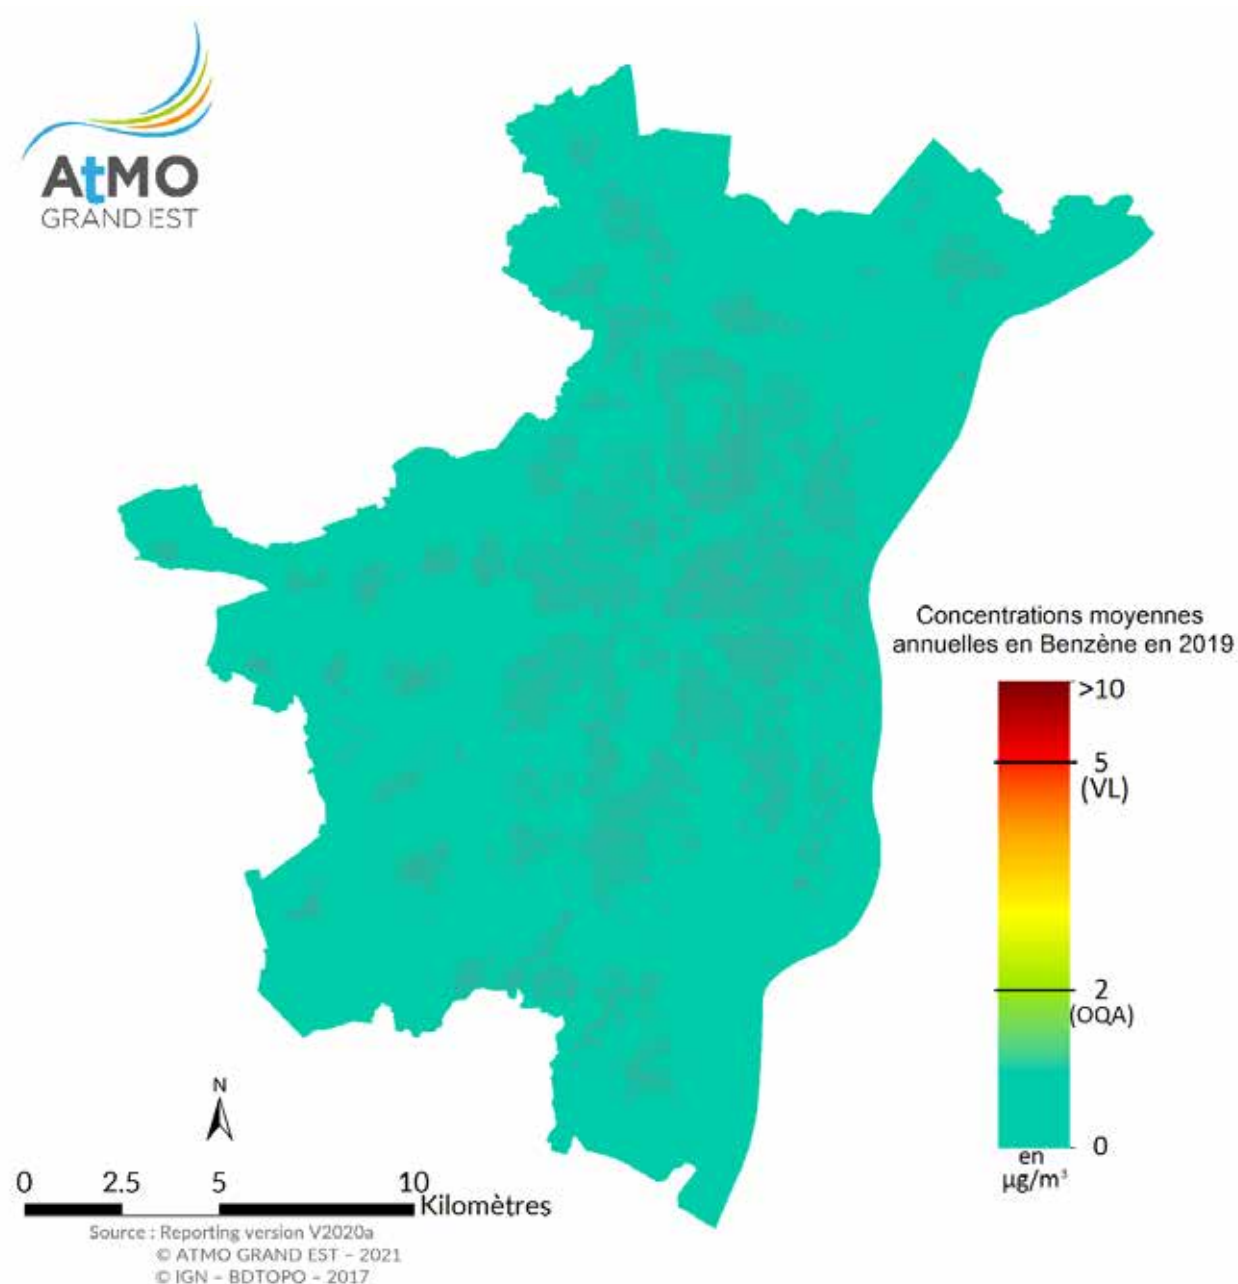 AtMO
GRAND EST
Concentrations moyennes
annuelles en Benzène en 2019
>10
5
(VL)
2
(OQA)
0
en
µg/m³
N
0 2.5 5 10
Kilomètres
Source : Reporting version V2020a
© ATMO GRAND EST – 2021
© IGN – BDTOPO – 2017